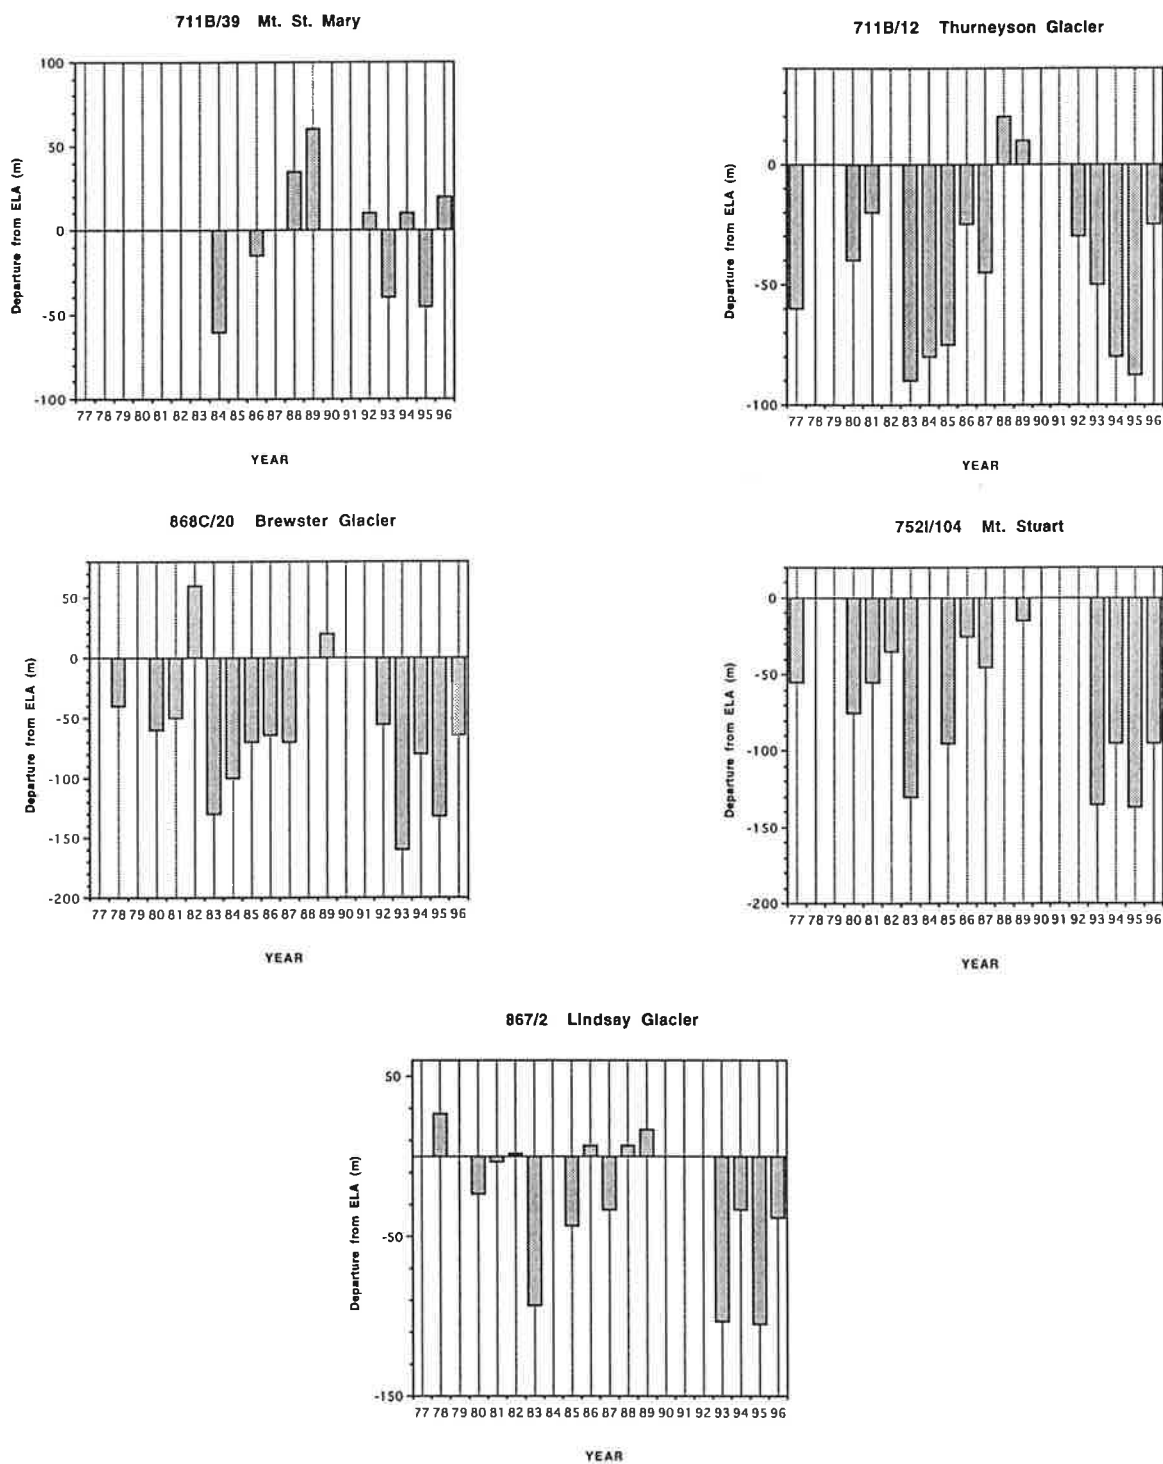 711B/39 Mt. St. Mary
100
50
0
-50
-100
Departure from ELA (m)
77 78 79 80 81 82 83 84 85 86 87 88 89 90 91 92 93 94 95 96
YEAR
711B/12 Thurneyson Glacier
0
-50
-100
Departure from ELA (m)
77 78 79 80 81 82 83 84 85 86 87 88 89 90 91 92 93 94 95 96
YEAR
868C/20 Brewster Glacier
50
0
-50
-100
-150
-200
Departure from ELA (m)
77 78 79 80 81 82 83 84 85 86 87 88 89 90 91 92 93 94 95 96
YEAR
752I/104 Mt. Stuart
0
-50
-100
-150
-200
Departure from ELA (m)
77 78 79 80 81 82 83 84 85 86 87 88 89 90 91 92 93 94 95 96
YEAR
867/2 Lindsay Glacier
50
-50
-150
Departure from ELA (m)
77 78 79 80 81 82 83 84 85 86 87 88 89 90 91 92 93 94 95 96
YEAR